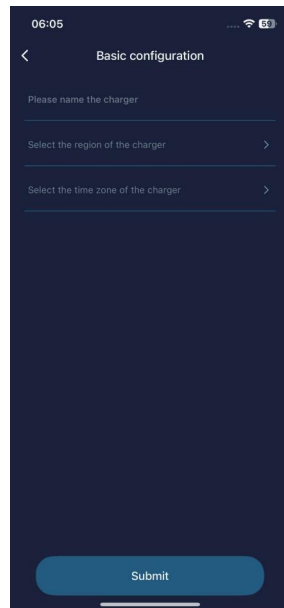 06:05
59
Basic configuration
Please name the charger
Select the region of the charger
Select the time zone of the charger
Submit